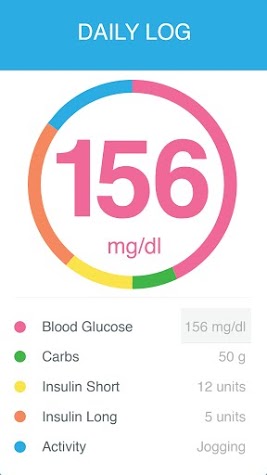 DAILY LOG
156
mg/dl
Blood Glucose 156 mg/dl
Carbs 50 g
Insulin Short 12 units
Insulin Long 5 units
Activity Jogging